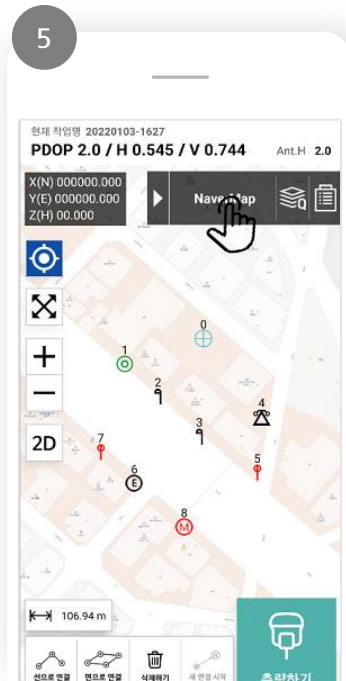 5
현재 작업명 20220103-1627
PDOP 2.0 / H 0.545 / V 0.744 Ant.H 2.0
X(N) 000000.000
Y(E) 000000.000
Z(H) 00.000
Naver Map
0
1
2
3
4
5
6
E
7
8
M
+
−
2D
106.94 m
선으로 연결 면으로 연결 삭제하기 새 연결 시작
측량하기